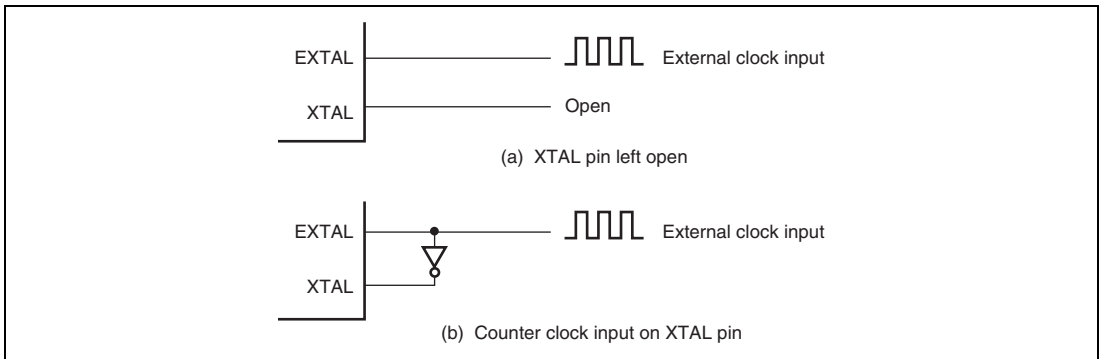 EXTAL
External clock input
XTAL
Open
(a) XTAL pin left open
EXTAL
External clock input
XTAL
(b) Counter clock input on XTAL pin